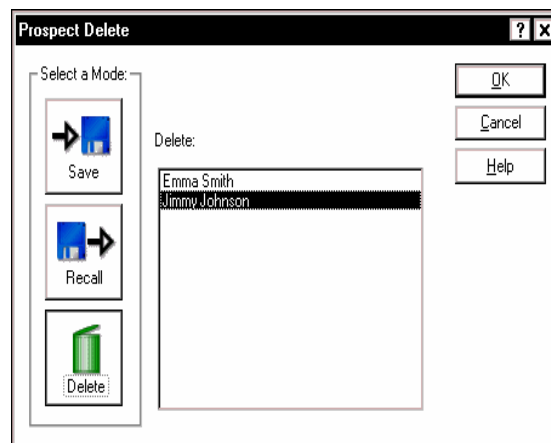 Prospect Delete
Select a Mode:
Save
Recall
Delete
Delete:
Emma Smith
Jimmy Johnson
OK
Cancel
Help